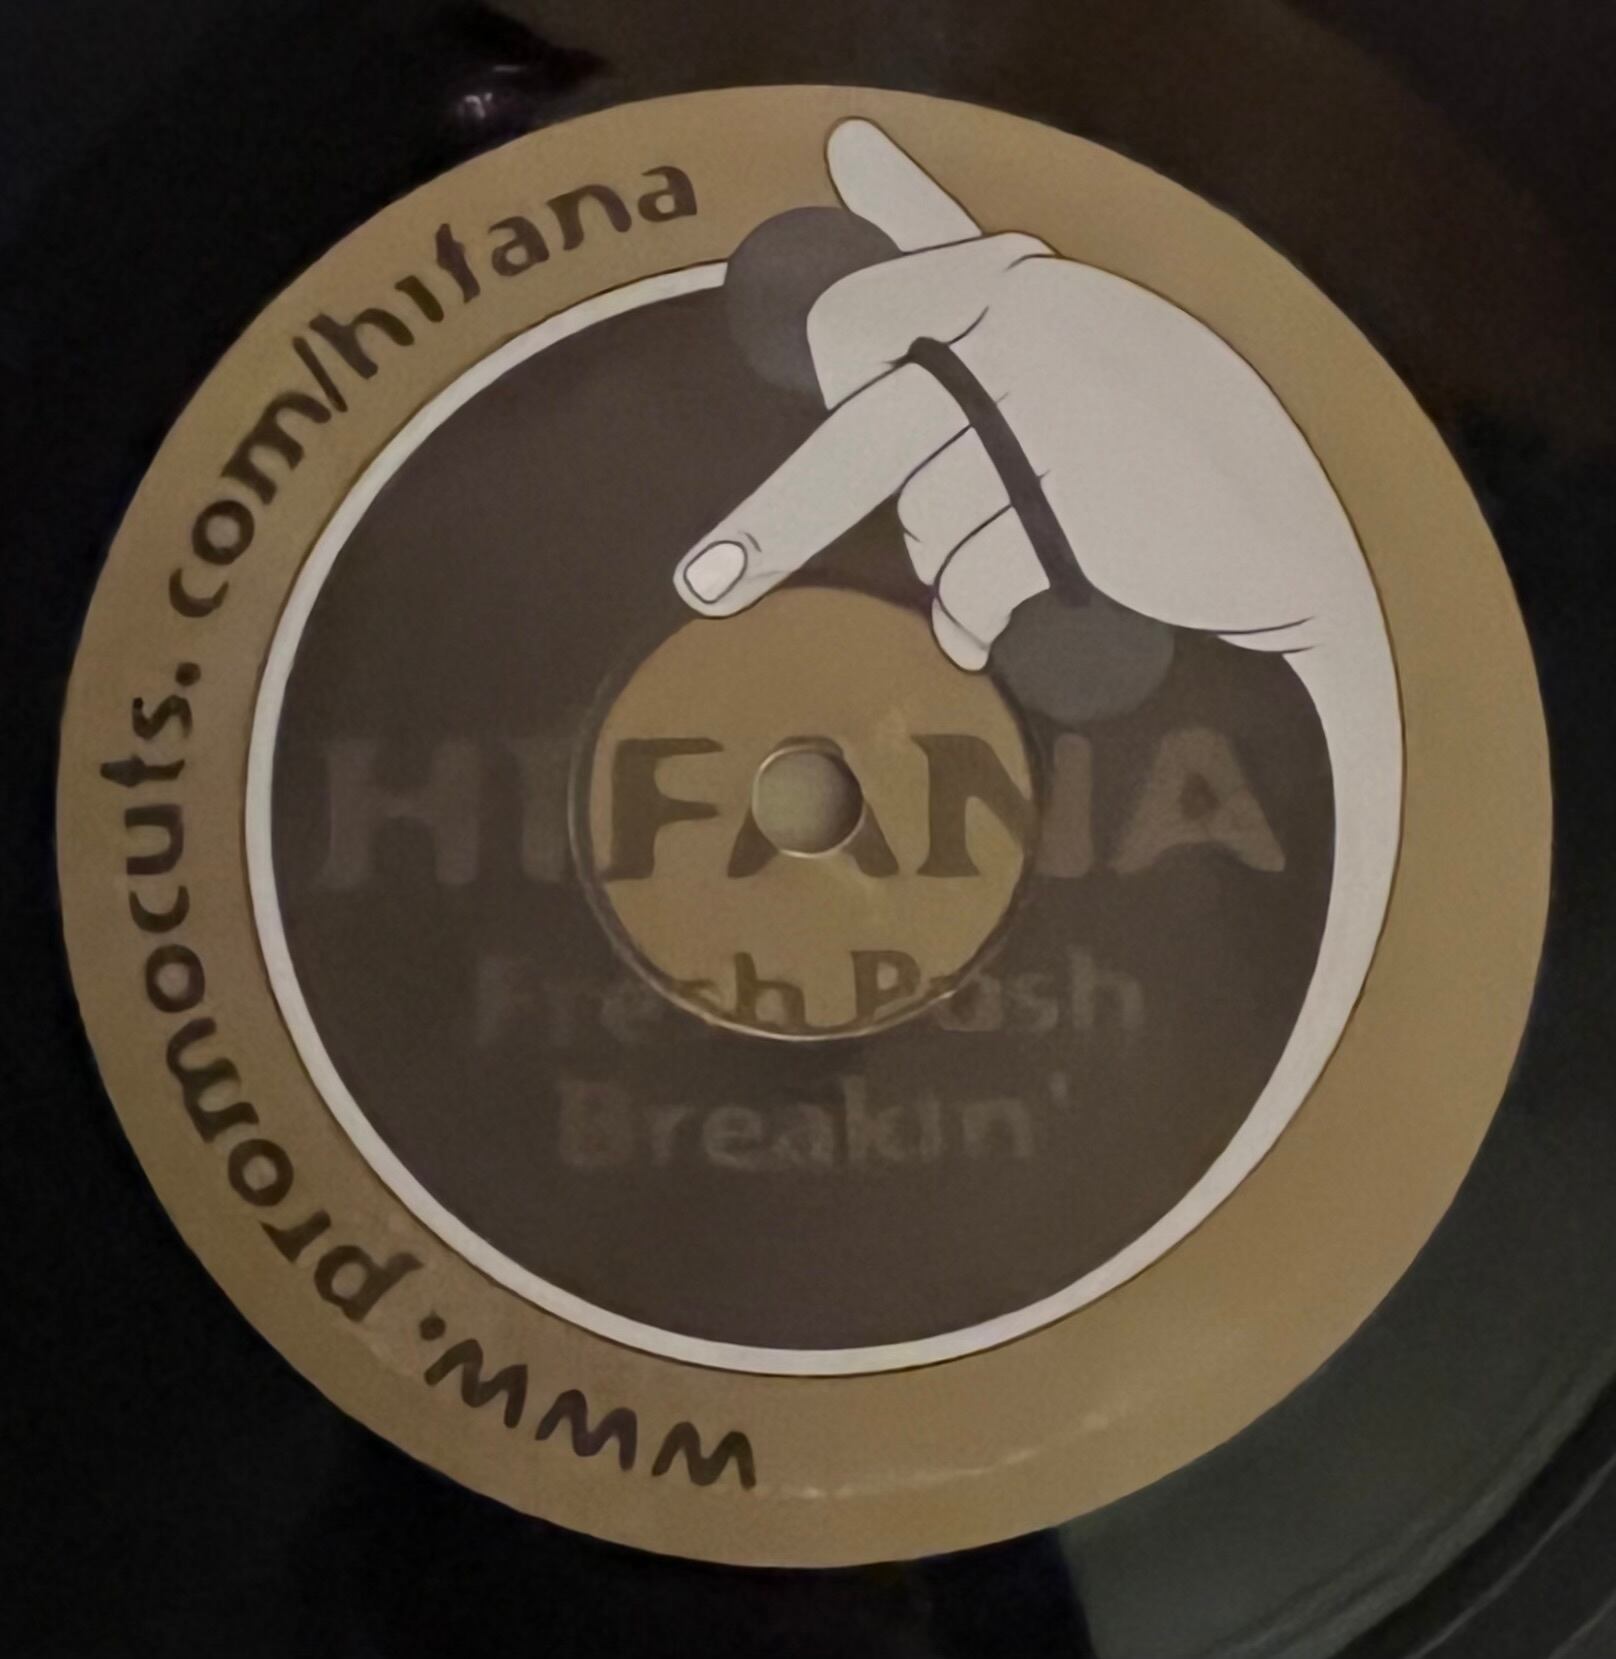 www.promocuts.com/hifana
HIFANA
Fresh Push
Breakin'